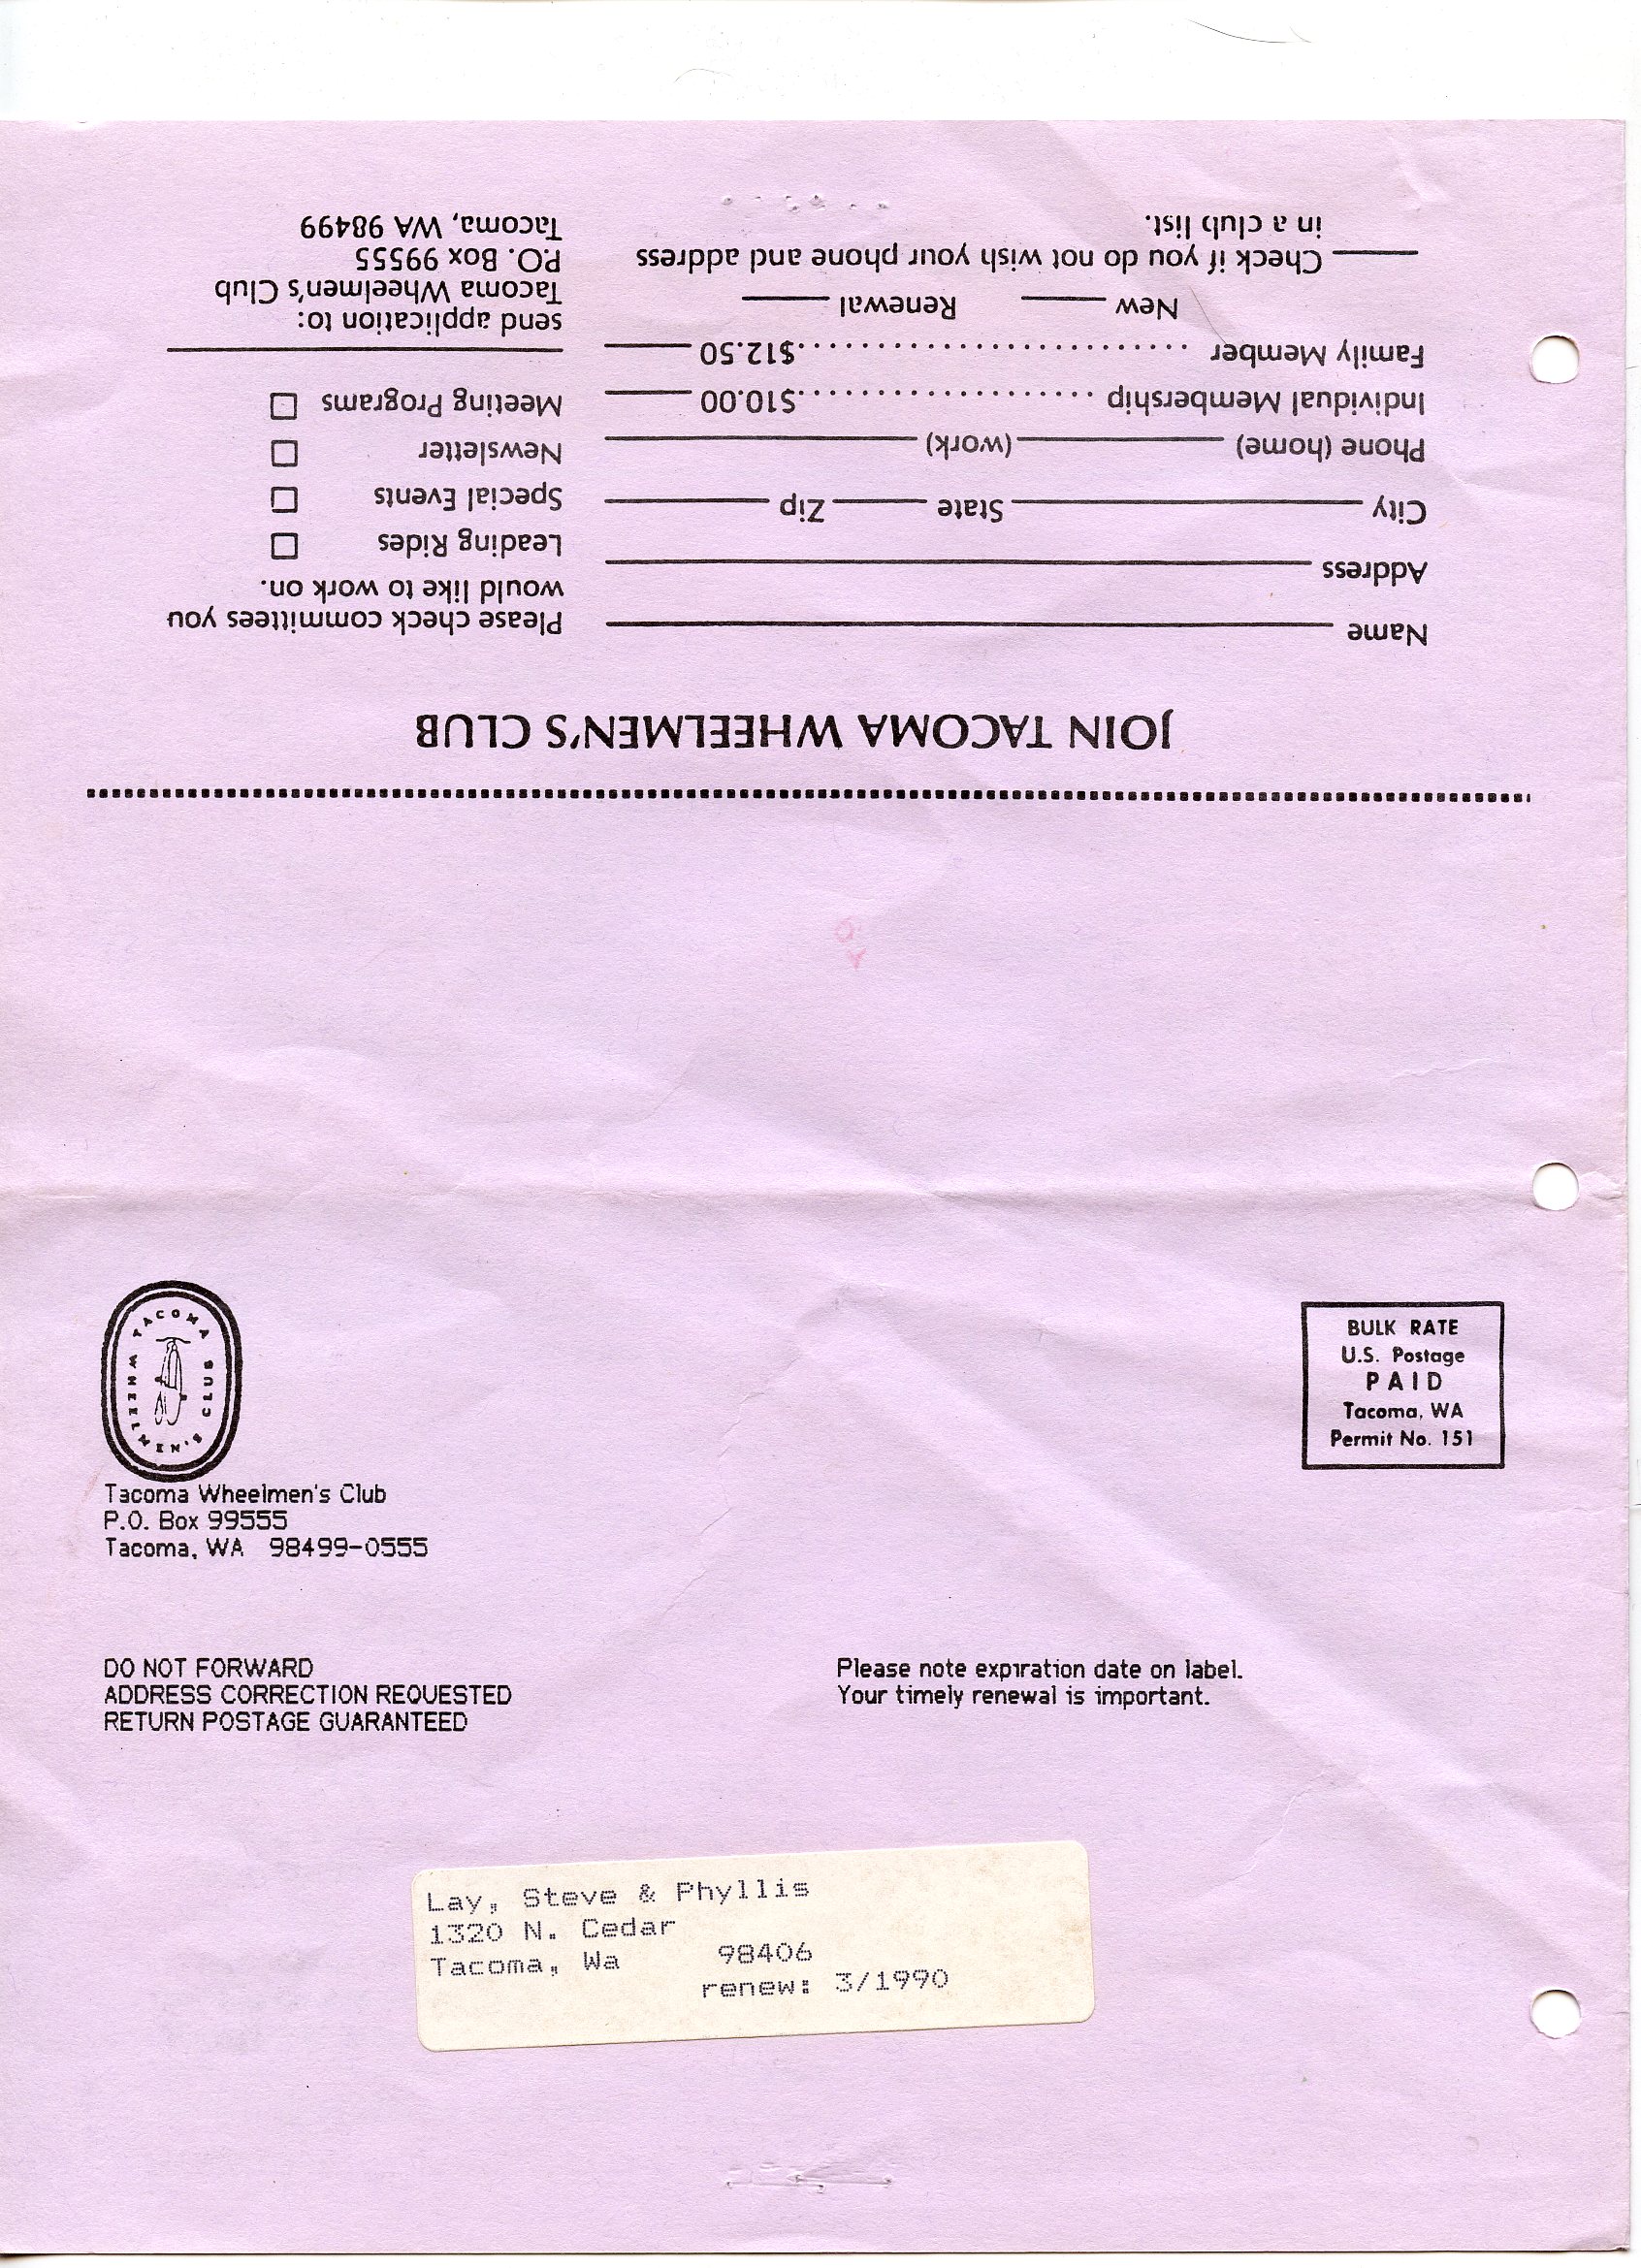 JOIN TACOMA WHEELMEN'S CLUB
Name
Address
City State Zip
Phone (home) (work)
Individual Membership ....................$10.00
Family Member ............................$12.50
New Renewal
Check if you do not wish your phone and address
in a club list.
Please check committees you
would like to work on.
Leading Rides
Special Events
Newsletter
Meeting Programs
send application to:
Tacoma Wheelmen's Club
P.O. Box 99555
Tacoma, WA 98499
TACOMA WHEELMEN'S CLUB
Tacoma Wheelmen's Club
P.O. Box 99555
Tacoma, WA 98499-0555
BULK RATE
U.S. Postage
PAID
Tacoma, WA
Permit No. 151
DO NOT FORWARD
ADDRESS CORRECTION REQUESTED
RETURN POSTAGE GUARANTEED
Please note expiration date on label.
Your timely renewal is important.
Lay, Steve & Phyllis
1320 N. Cedar
Tacoma, Wa 98406
renew: 3/1990